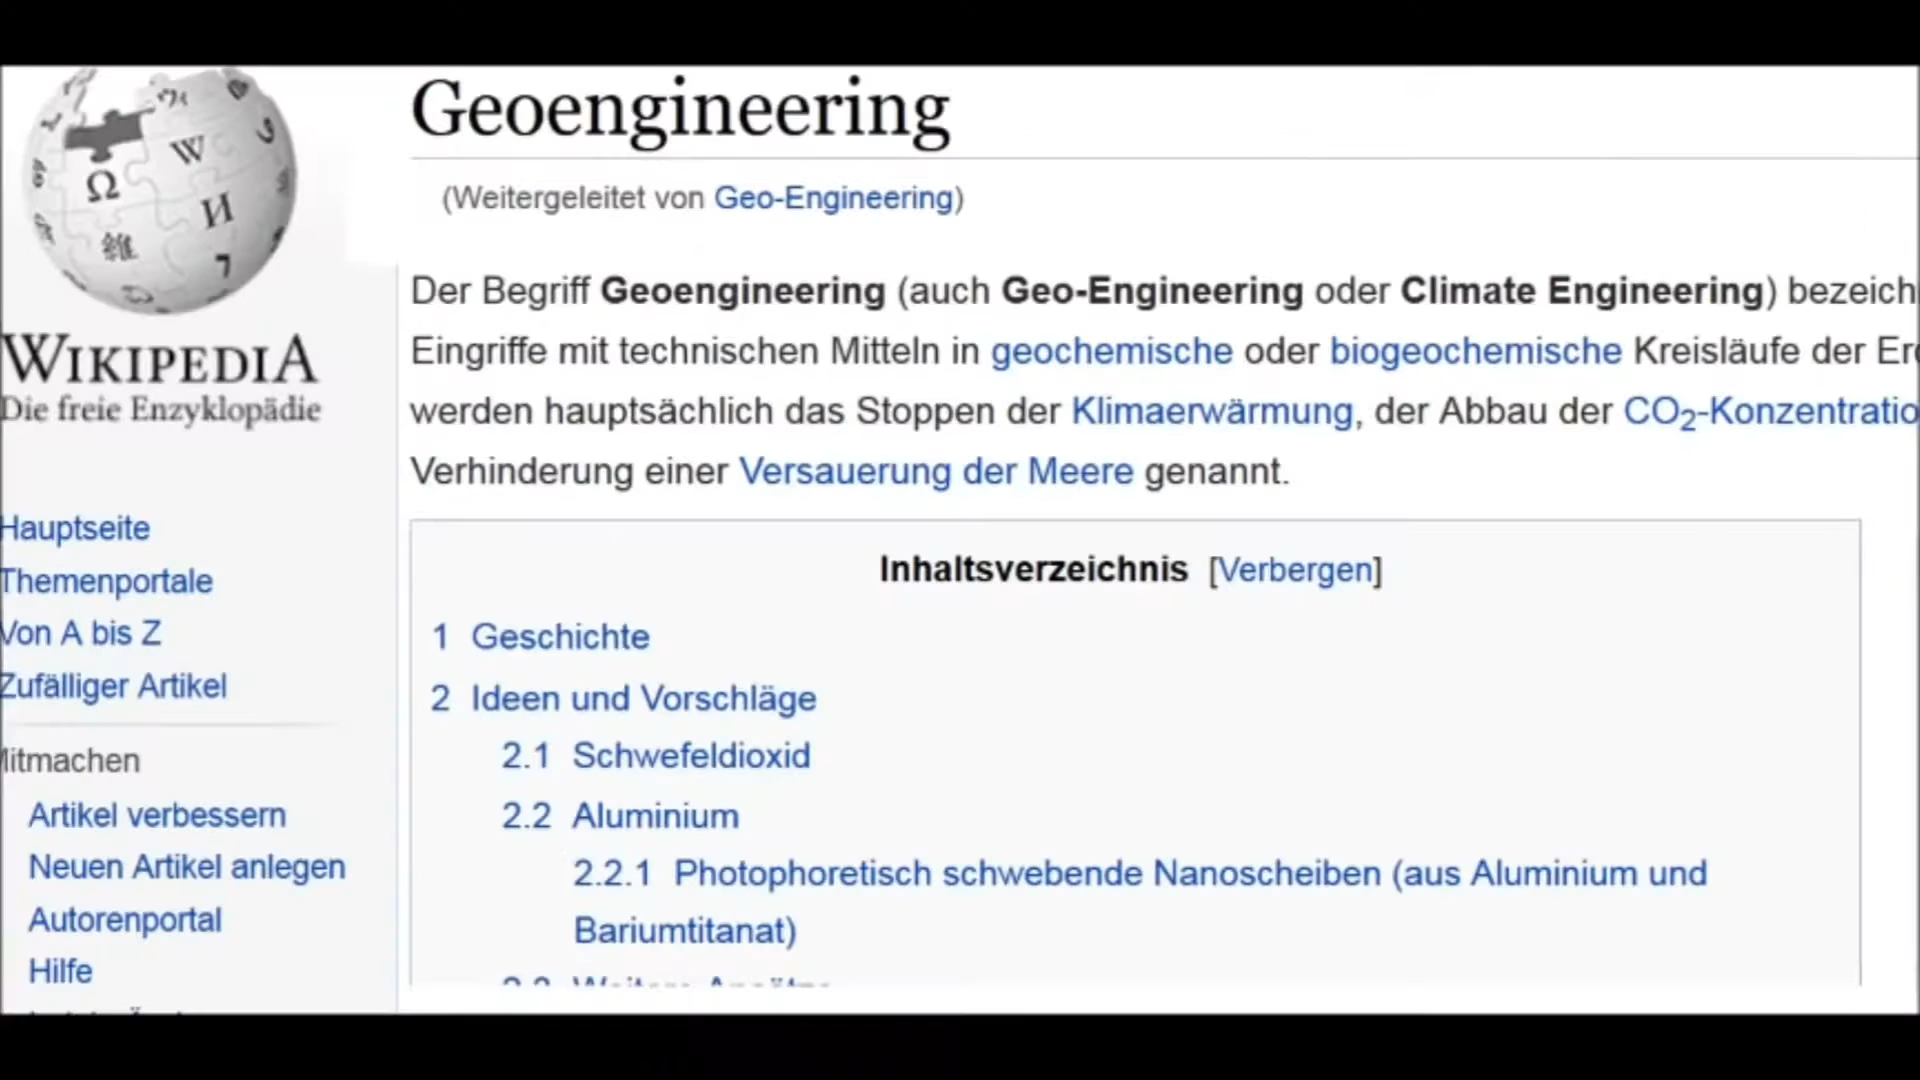 Geoengineering
(Weitergeleitet von Geo-Engineering)
Der Begriff Geoengineering (auch Geo-Engineering oder Climate Engineering) bezeich
Eingriffe mit technischen Mitteln in geochemische oder biogeochemische Kreisläufe der Erd
werden hauptsächlich das Stoppen der Klimaerwärmung, der Abbau der CO₂-Konzentratio
Verhinderung einer Versauerung der Meere genannt.
WIKIPEDIA
Die freie Enzyklopädie
Hauptseite
Themenportale
Von A bis Z
Zufälliger Artikel
Mitmachen
Artikel verbessern
Neuen Artikel anlegen
Autorenportal
Hilfe
Inhaltsverzeichnis [Verbergen]
1 Geschichte
2 Ideen und Vorschläge
2.1 Schwefeldioxid
2.2 Aluminium
2.2.1 Photophoretisch schwebende Nanoscheiben (aus Aluminium und
Bariumtitanat)